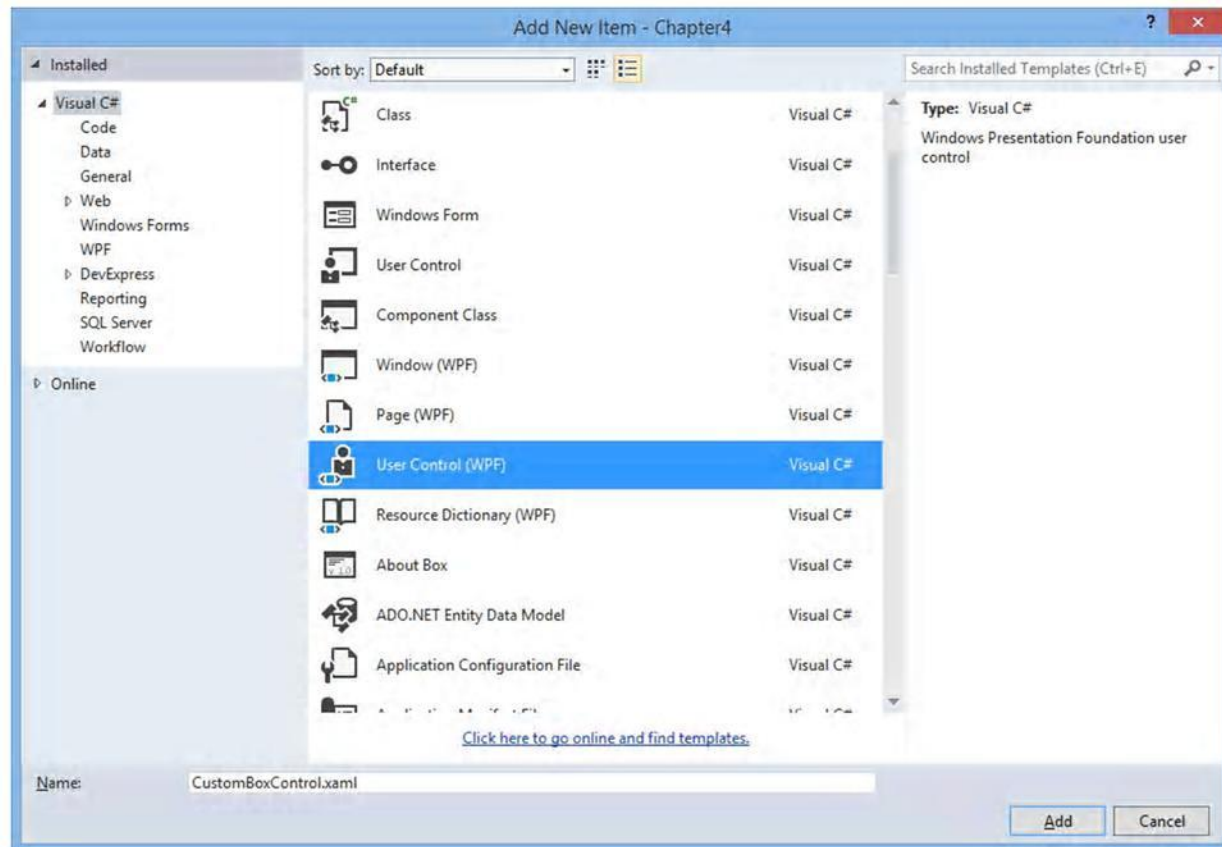 Add New Item - Chapter4
?
Installed
Sort by: Default
Search Installed Templates (Ctrl+E)
Visual C#
Code
Data
General
Web
Windows Forms
WPF
DevExpress
Reporting
SQL Server
Workflow
Online
C#
Class Visual C#
Interface Visual C#
Windows Form Visual C#
User Control Visual C#
Component Class Visual C#
Window (WPF) Visual C#
Page (WPF) Visual C#
User Control (WPF) Visual C#
Resource Dictionary (WPF) Visual C#
About Box Visual C#
ADO.NET Entity Data Model Visual C#
Application Configuration File Visual C#
Click here to go online and find templates.
Type: Visual C#
Windows Presentation Foundation user
control
Name: CustomBoxControl.xaml
Add
Cancel